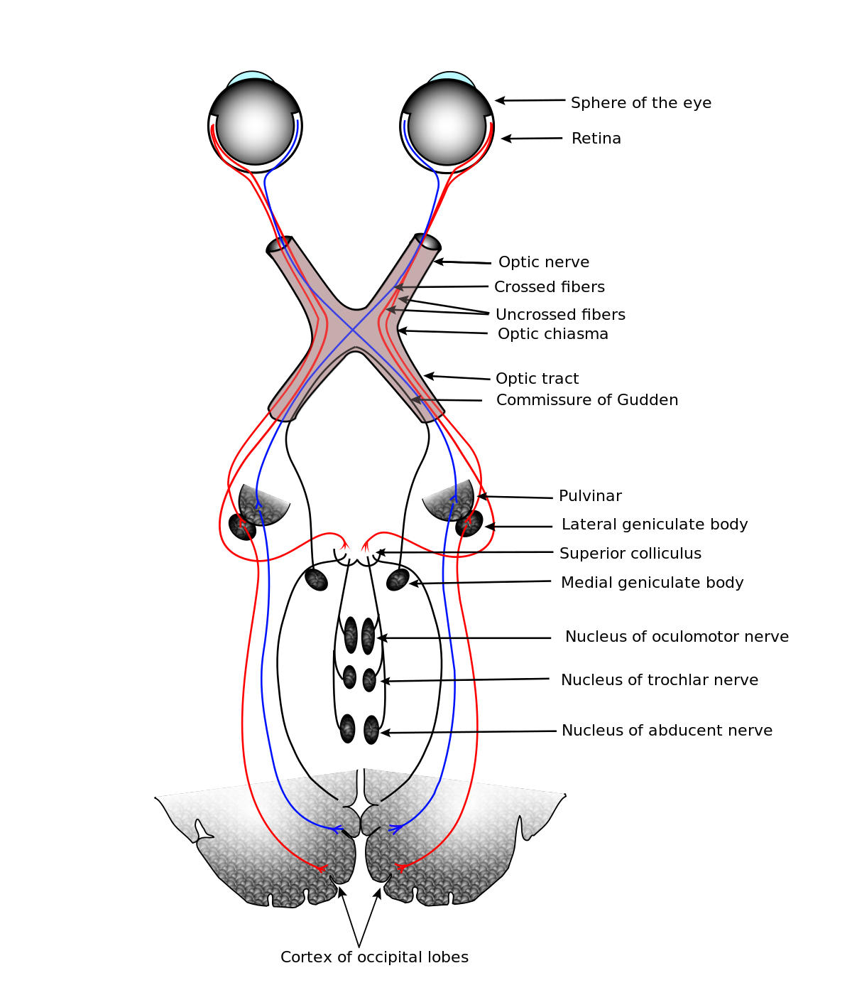 Sphere of the eye
Retina
Optic nerve
Crossed fibers
Uncrossed fibers
Optic chiasma
Optic tract
Commissure of Gudden
Pulvinar
Lateral geniculate body
Superior colliculus
Medial geniculate body
Nucleus of oculomotor nerve
Nucleus of trochlar nerve
Nucleus of abducent nerve
Cortex of occipital lobes